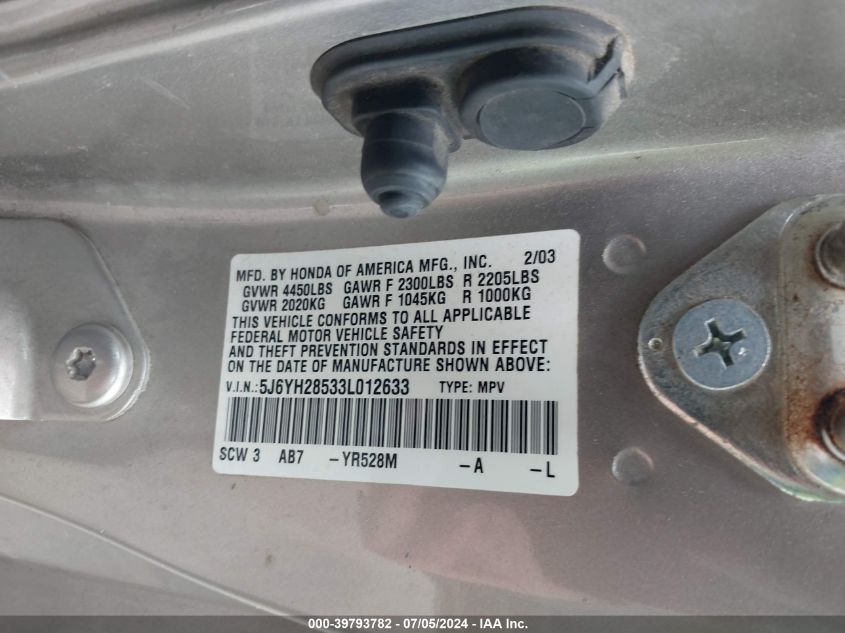 MFD. BY HONDA OF AMERICA MFG., INC. 2/03
GVWR 4450LBS GAWR F 2300LBS R 2205LBS
GVWR 2020KG GAWR F 1045KG R 1000KG
THIS VEHICLE CONFORMS TO ALL APPLICABLE
FEDERAL MOTOR VEHICLE SAFETY
AND THEFT PREVENTION STANDARDS IN EFFECT
ON THE DATE OF MANUFACTURE SHOWN ABOVE:
V.I.N.: 5J6YH28533L012633 TYPE: MPV
SCW 3 AB7 -YR528M -A -L
000-39793782 / 07/05/2024 - IAA Inc.